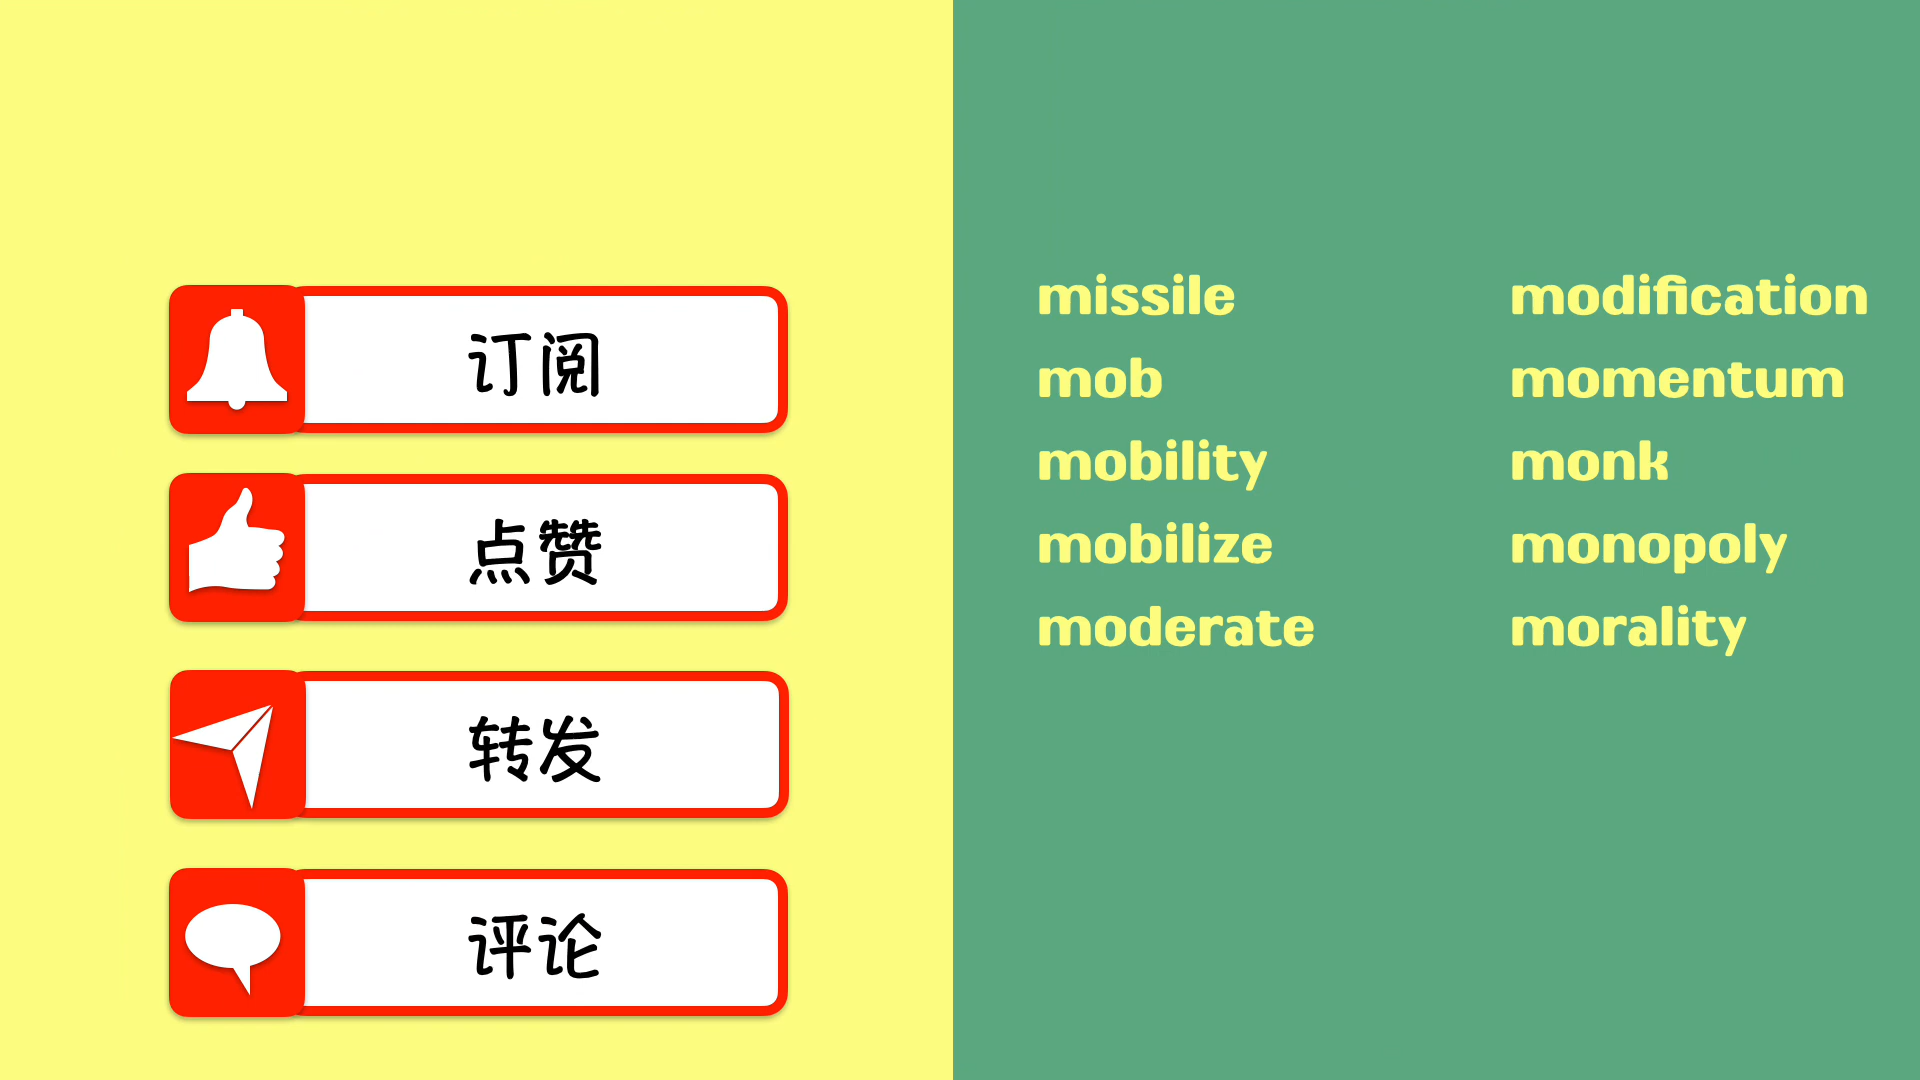 订阅
点赞
转发
评论
missile
mob
mobility
mobilize
moderate
modification
momentum
monk
monopoly
morality